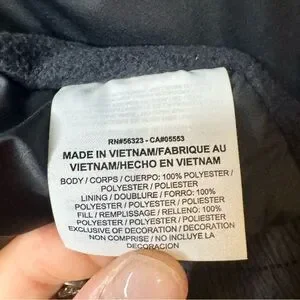 RN#56323 - CA#05553
MADE IN VIETNAM/FABRIQUE AU
VIETNAM/HECHO EN VIETNAM
BODY / CORPS / CUERPO: 100% POLYESTER /
POLYESTER / POLIESTER
LINING / DOUBLURE / FORRO: 100%
POLYESTER / POLYESTER / POLIESTER
FILL / REMPLISSAGE / RELLENO: 100%
POLYESTER / POLYESTER / POLIESTER
EXCLUSIVE OF DECORATION / DECORATION
NON COMPRISE / NO INCLUYE LA
DECORACION